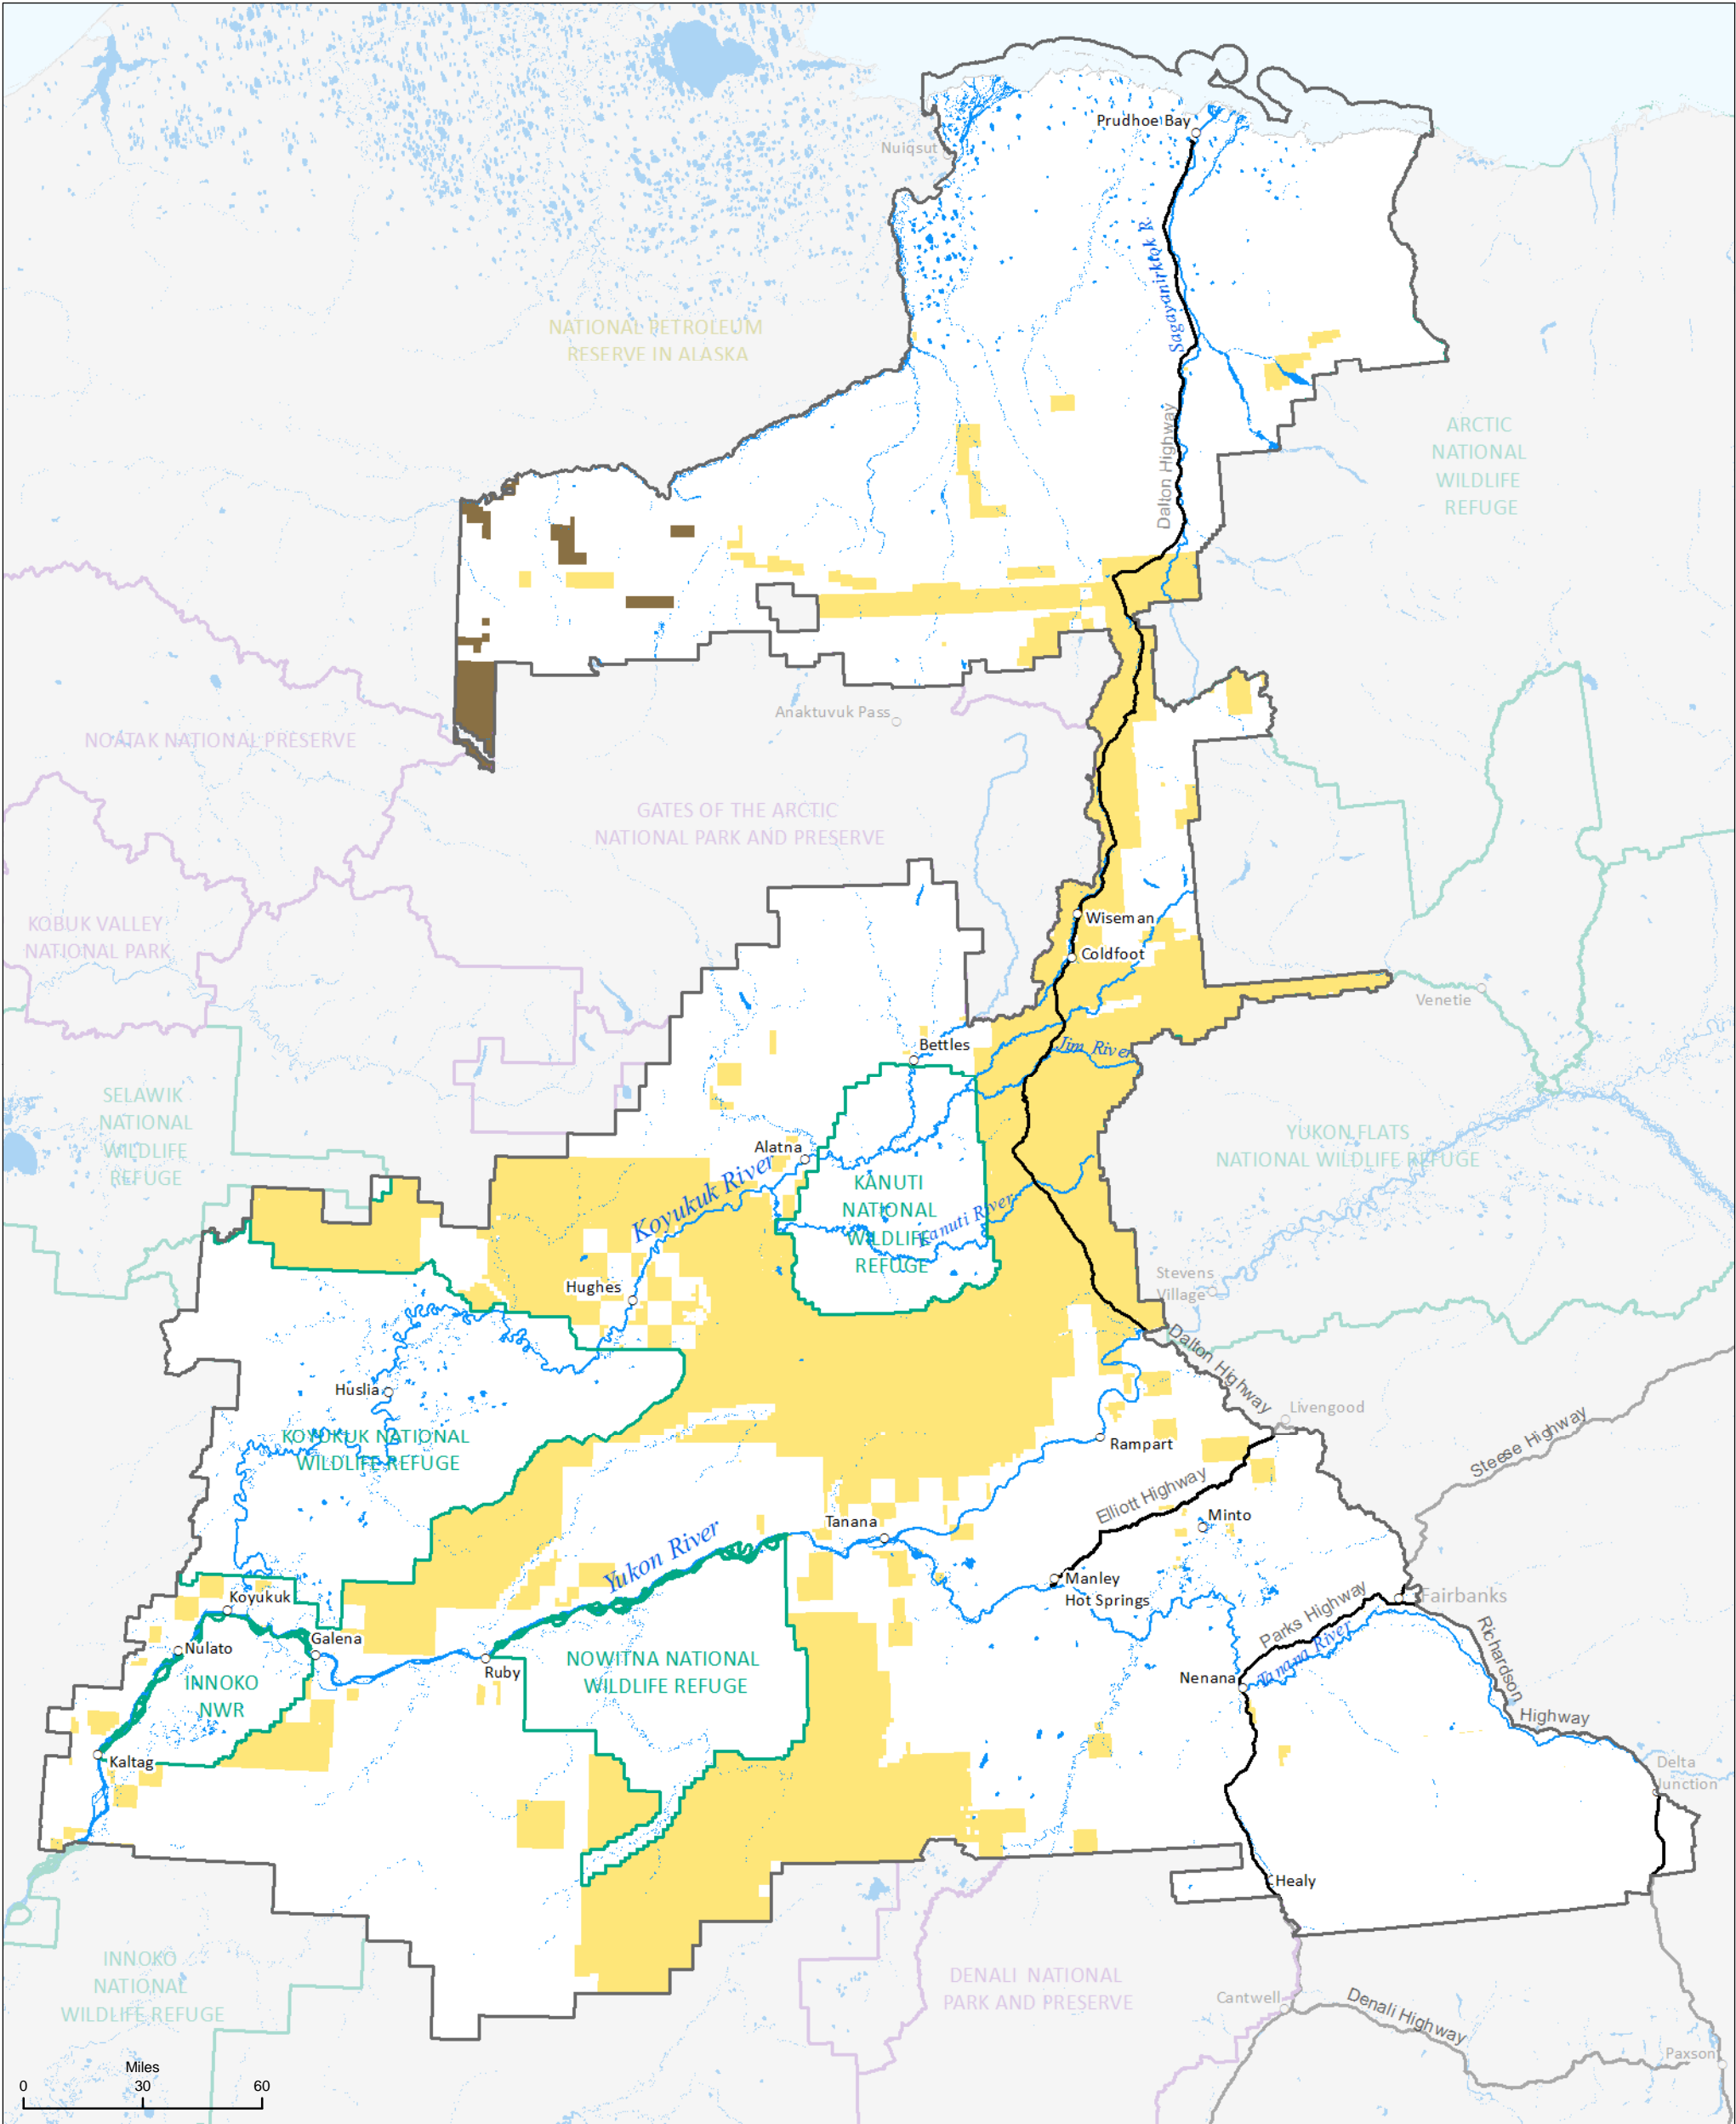 Prudhoe Bay
Nuiqsut
Sagavanirktok R.
NATIONAL PETROLEUM
RESERVE IN ALASKA
Dalton Highway
ARCTIC
NATIONAL
WILDLIFE
REFUGE
Anaktuvuk Pass
NOATAK NATIONAL PRESERVE
GATES OF THE ARCTIC
NATIONAL PARK AND PRESERVE
KOBUK VALLEY
NATIONAL PARK
Wiseman
Coldfoot
Venetie
Bettles
Jim River
SELAWIK
NATIONAL
WILDLIFE
REFUGE
YUKON FLATS
NATIONAL WILDLIFE REFUGE
Alatna
Koyukuk River
KANUTI
NATIONAL
WILDLIFE
REFUGE
Kanuti River
Hughes
Stevens
Village
Dalton Highway
Huslia
Livengood
KOYUKUK NATIONAL
WILDLIFE REFUGE
Rampart
Steese Highway
Elliott Highway
Minto
Tanana
Yukon River
Manley
Hot Springs
Koyukuk
Fairbanks
Parks Highway
Nulato
Galena
Ruby
NOWITNA NATIONAL
WILDLIFE REFUGE
INNOKO
NWR
Nenana
Tanana River
Richardson
Highway
Kaltag
Delta
Junction
Healy
INNOKO
NATIONAL
WILDLIFE REFUGE
DENALI NATIONAL
PARK AND PRESERVE
Cantwell
Denali Highway
Paxson
Miles
0 30 60